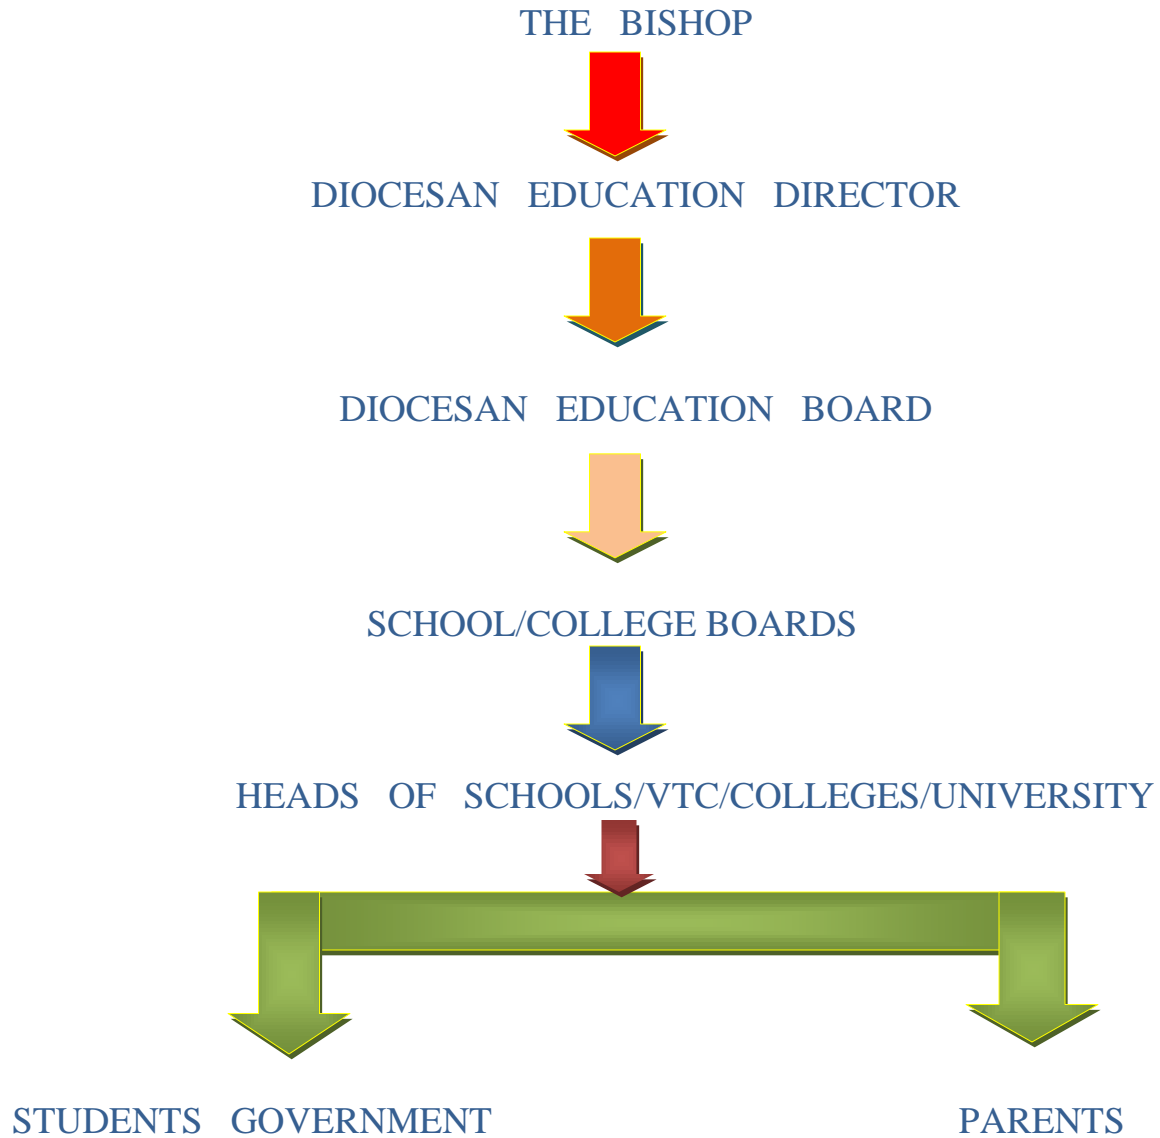 THE BISHOP
DIOCESAN EDUCATION DIRECTOR
DIOCESAN EDUCATION BOARD
SCHOOL/COLLEGE BOARDS
HEADS OF SCHOOLS/VTC/COLLEGES/UNIVERSITY
STUDENTS GOVERNMENT
PARENTS